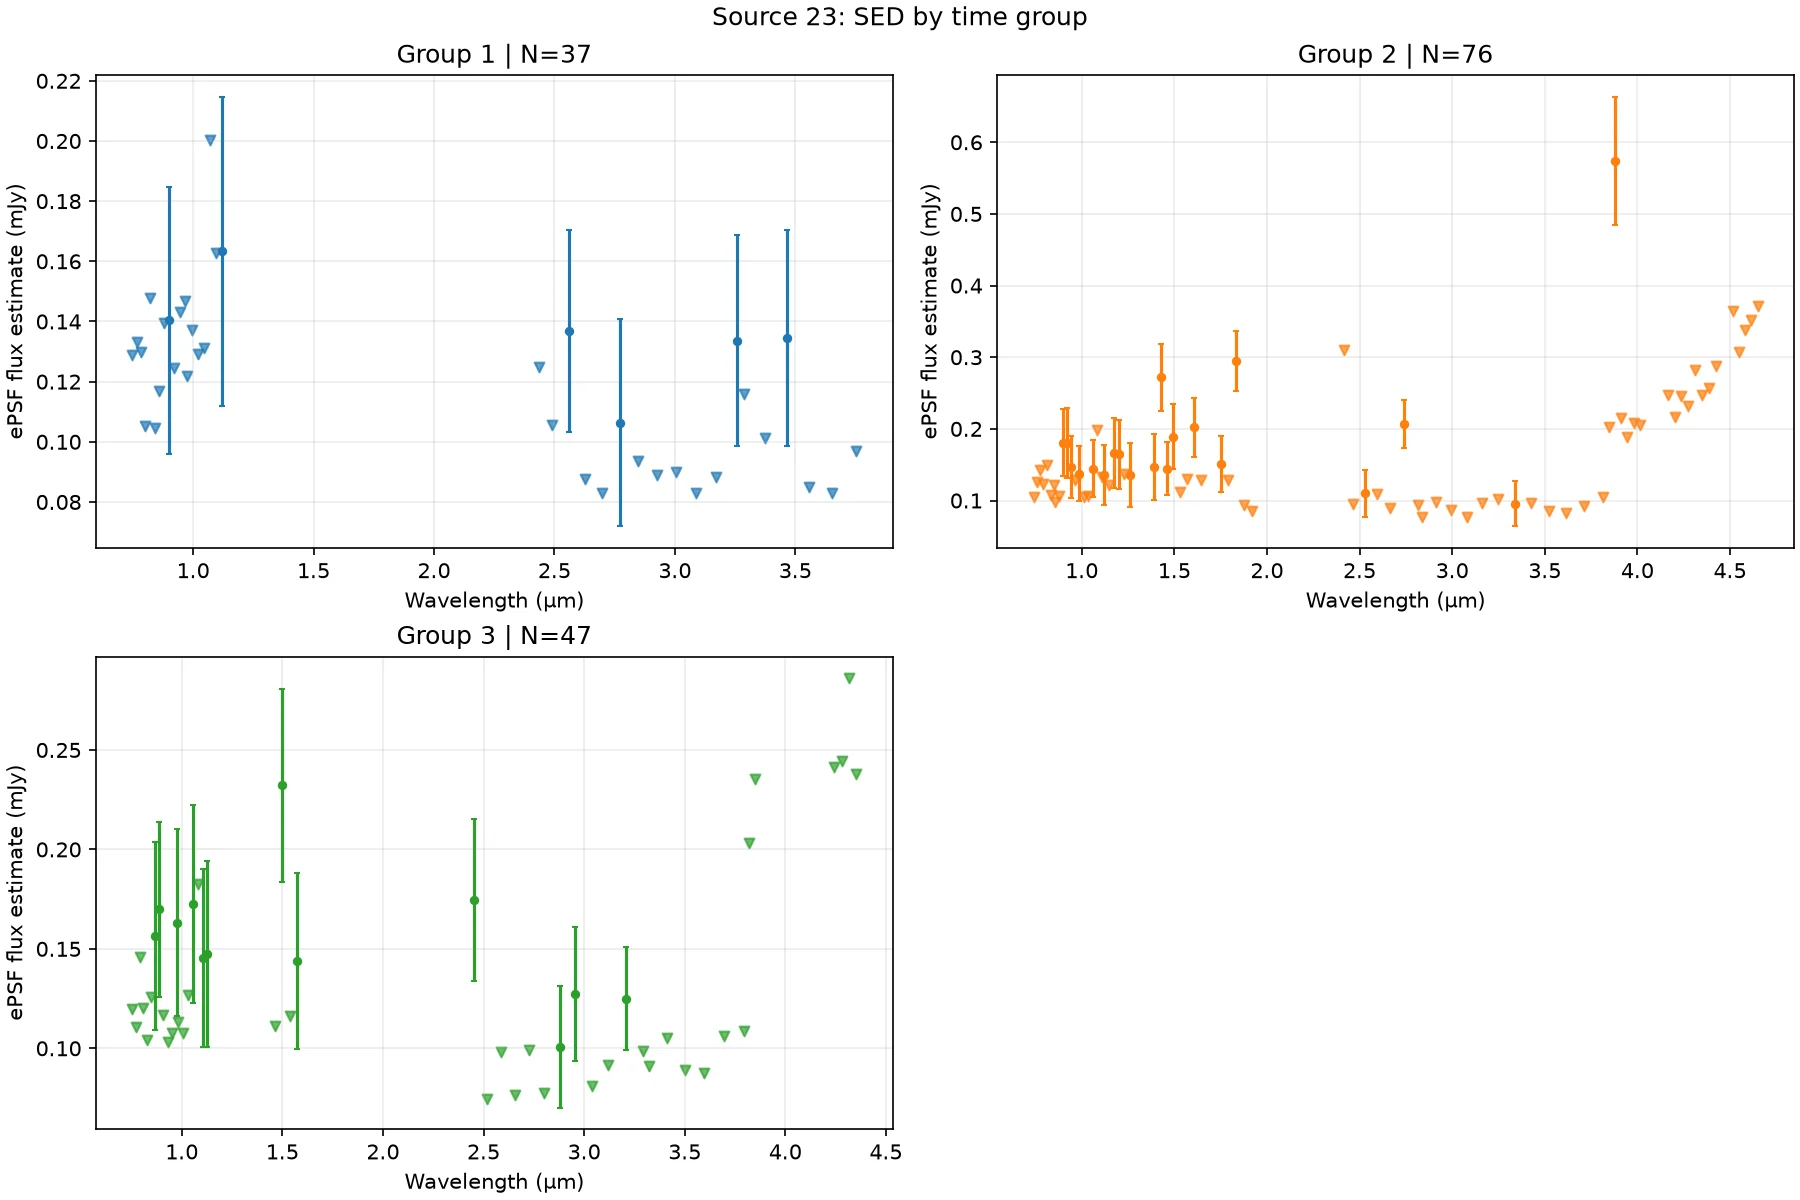 Source 23: SED by time group
Group 1 | N=37
ePSF flux estimate (mJy)
0.22
0.20
0.18
0.16
0.14
0.12
0.10
0.08
1.0 1.5 2.0 2.5 3.0 3.5
Wavelength (μm)
Group 2 | N=76
ePSF flux estimate (mJy)
0.6
0.5
0.4
0.3
0.2
0.1
1.0 1.5 2.0 2.5 3.0 3.5 4.0 4.5
Wavelength (μm)
Group 3 | N=47
ePSF flux estimate (mJy)
0.25
0.20
0.15
0.10
1.0 1.5 2.0 2.5 3.0 3.5 4.0 4.5
Wavelength (μm)